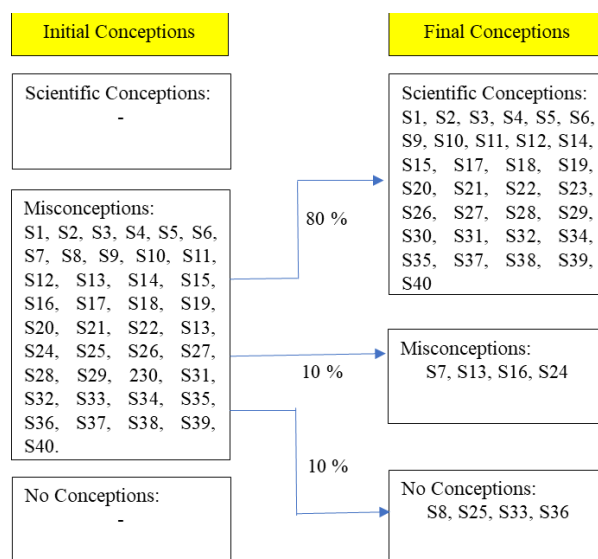 Initial Conceptions
Final Conceptions
Scientific Conceptions:
-
Scientific Conceptions:
S1, S2, S3, S4, S5, S6,
S9, S10, S11, S12, S14,
S15, S17, S18, S19,
S20, S21, S22, S23,
S26, S27, S28, S29,
S30, S31, S32, S34,
S35, S37, S38, S39,
S40
Misconceptions:
S1, S2, S3, S4, S5, S6,
S7, S8, S9, S10, S11,
S12, S13, S14, S15,
S16, S17, S18, S19,
S20, S21, S22, S13,
S24, S25, S26, S27,
S28, S29, 230, S31,
S32, S33, S34, S35,
S36, S37, S38, S39,
S40.
80 %
10 %
10 %
Misconceptions:
S7, S13, S16, S24
No Conceptions:
-
No Conceptions:
S8, S25, S33, S36